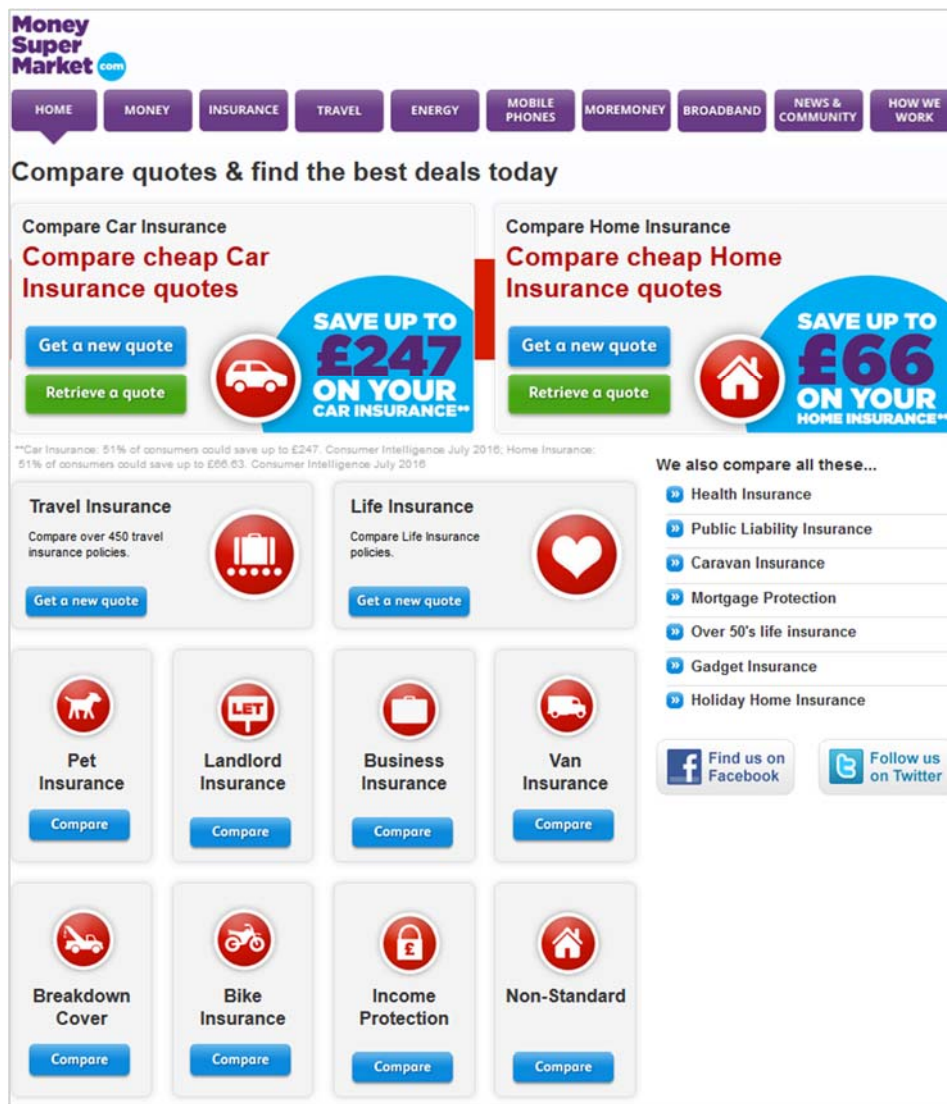 Money
Super
Market com
HOME
MONEY
INSURANCE
TRAVEL
ENERGY
MOBILE
PHONES
MOREMONEY
BROADBAND
NEWS &
COMMUNITY
HOW WE
WORK
Compare quotes & find the best deals today
Compare Car Insurance
Compare cheap Car
Insurance quotes
Get a new quote
Retrieve a quote
SAVE UP TO
£247
ON YOUR
CAR INSURANCE**
Compare Home Insurance
Compare cheap Home
Insurance quotes
Get a new quote
Retrieve a quote
SAVE UP TO
£66
ON YOUR
HOME INSURANCE**
**Car Insurance: 51% of consumers could save up to £247. Consumer Intelligence July 2016; Home Insurance:
51% of consumers could save up to £66.63. Consumer Intelligence July 2016
Travel Insurance
Compare over 450 travel
insurance policies.
Get a new quote
Life Insurance
Compare Life Insurance
policies.
Get a new quote
We also compare all these...
Health Insurance
Public Liability Insurance
Caravan Insurance
Mortgage Protection
Over 50's life insurance
Gadget Insurance
Holiday Home Insurance
Find us on
Facebook
Follow us
on Twitter
Pet
Insurance
Compare
LET
Landlord
Insurance
Compare
Business
Insurance
Compare
Van
Insurance
Compare
Breakdown
Cover
Compare
Bike
Insurance
Compare
£
Income
Protection
Compare
Non-Standard
Compare